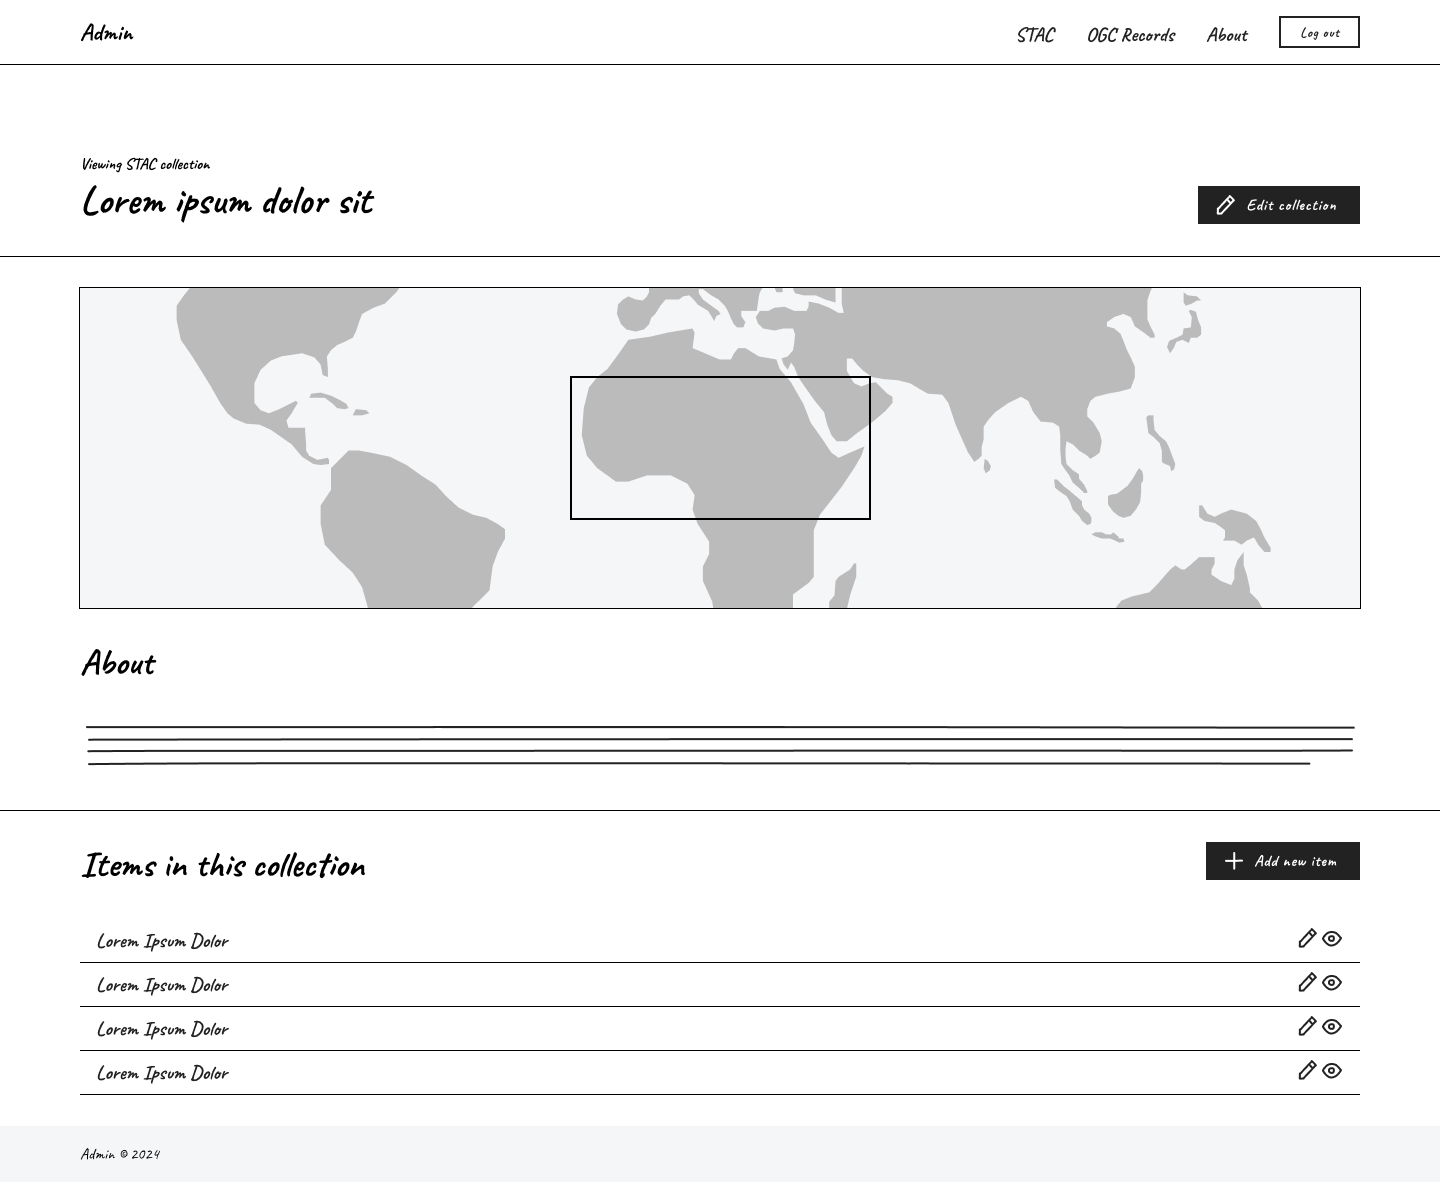 Admin
STAC OGC Records About Log out
Viewing STAC collection
Lorem ipsum dolor sit
Edit collection
About
Items in this collection
Add new item
Lorem Ipsum Dolor
Lorem Ipsum Dolor
Lorem Ipsum Dolor
Lorem Ipsum Dolor
Admin © 2024